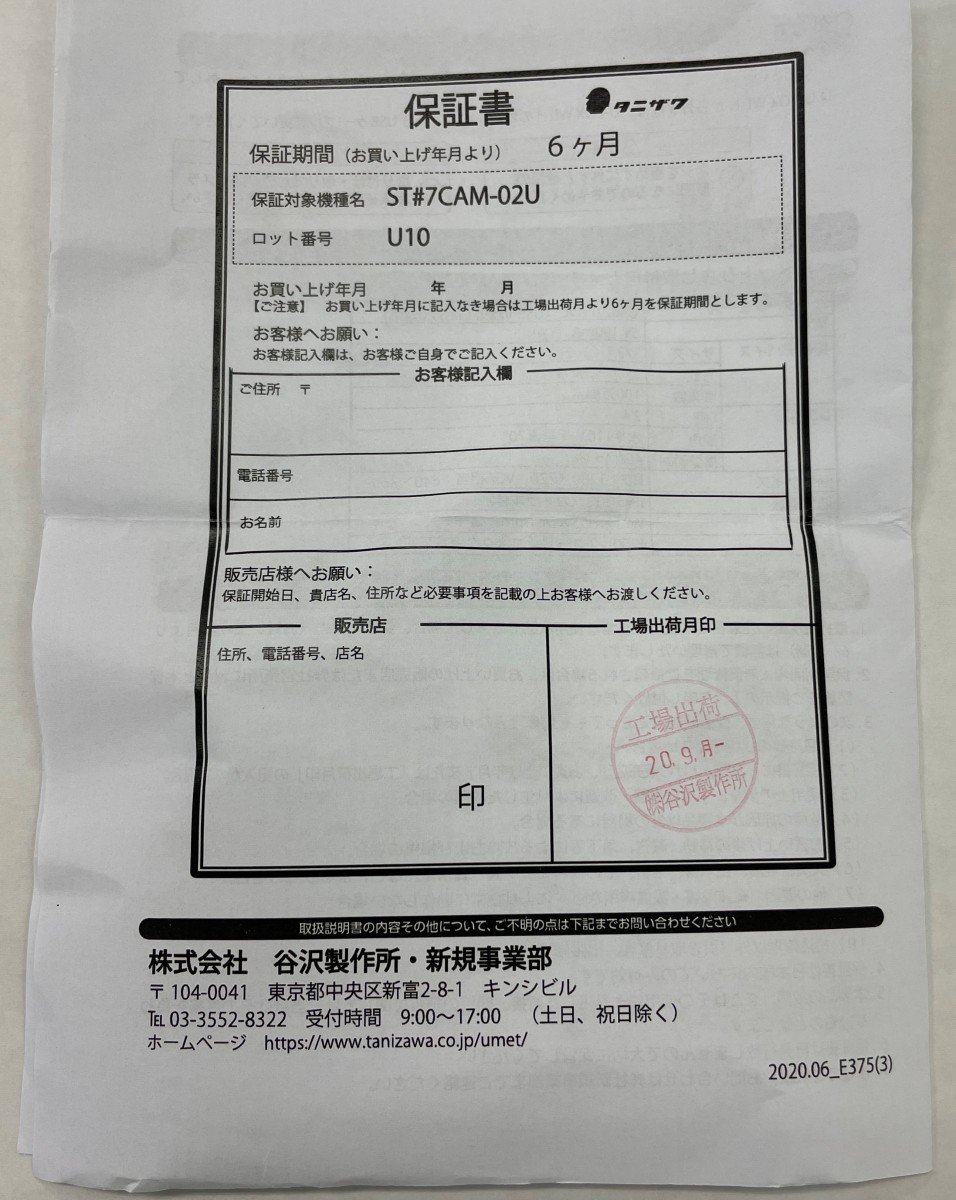 保証書 タニザワ
保証期間（お買い上げ年月より） 6ヶ月
保証対象機種名 ST#7CAM-02U
ロット番号 U10
お買い上げ年月 年 月
【ご注意】 お買い上げ年月に記入なき場合は工場出荷月より6ヶ月を保証期間とします。
お客様へお願い：
お客様記入欄は、お客様ご自身でご記入ください。
お客様記入欄
ご住所 〒
電話番号
お名前
販売店様へお願い：
保証開始日、貴店名、住所など必要事項を記載の上お客様へお渡しください。
販売店 工場出荷月印
住所、電話番号、店名
工場出荷
20.9.月-
㈱谷沢製作所
印
取扱説明書の内容その他について、ご不明の点は下記までお問い合わせください
株式会社 谷沢製作所・新規事業部
〒104-0041 東京都中央区新富2-8-1 キンシビル
℡ 03-3552-8322 受付時間 9:00〜17:00 （土日、祝日除く）
ホームページ https://www.tanizawa.co.jp/umet/
2020.06_E375(3)